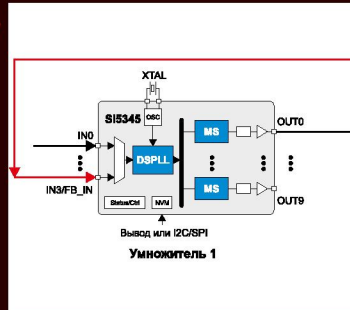 XTAL
SI5345
OSC
IN0
MS
OUT0
DSPLL
IN3/FB_IN
MS
Status/Ctrl
NVM
OUT9
Вывод или I2C/SPI
Умножитель 1